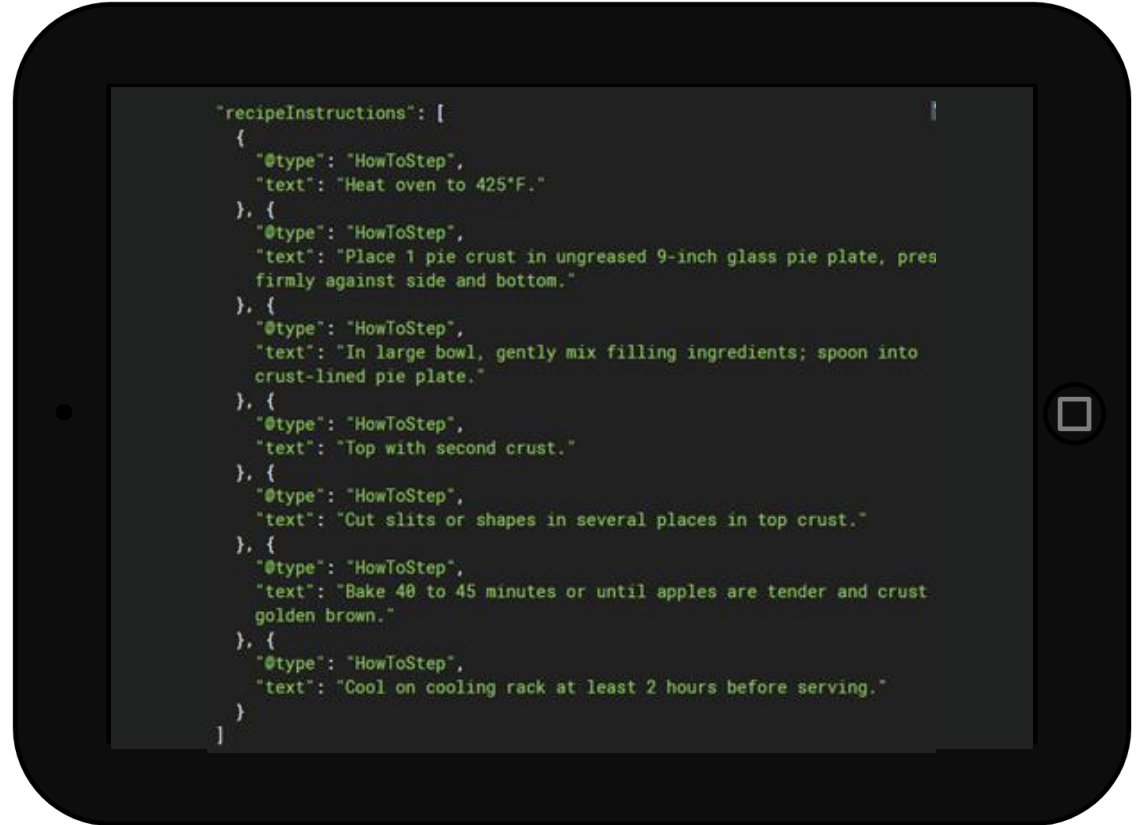 "recipeInstructions": [
{
"@type": "HowToStep",
"text": "Heat oven to 425°F."
}, {
"@type": "HowToStep",
"text": "Place 1 pie crust in ungreased 9-inch glass pie plate, pres
firmly against side and bottom."
}, {
"@type": "HowToStep",
"text": "In large bowl, gently mix filling ingredients; spoon into
crust-lined pie plate."
}, {
"@type": "HowToStep",
"text": "Top with second crust."
}, {
"@type": "HowToStep",
"text": "Cut slits or shapes in several places in top crust."
}, {
"@type": "HowToStep",
"text": "Bake 40 to 45 minutes or until apples are tender and crust
golden brown."
}, {
"@type": "HowToStep",
"text": "Cool on cooling rack at least 2 hours before serving."
}
]